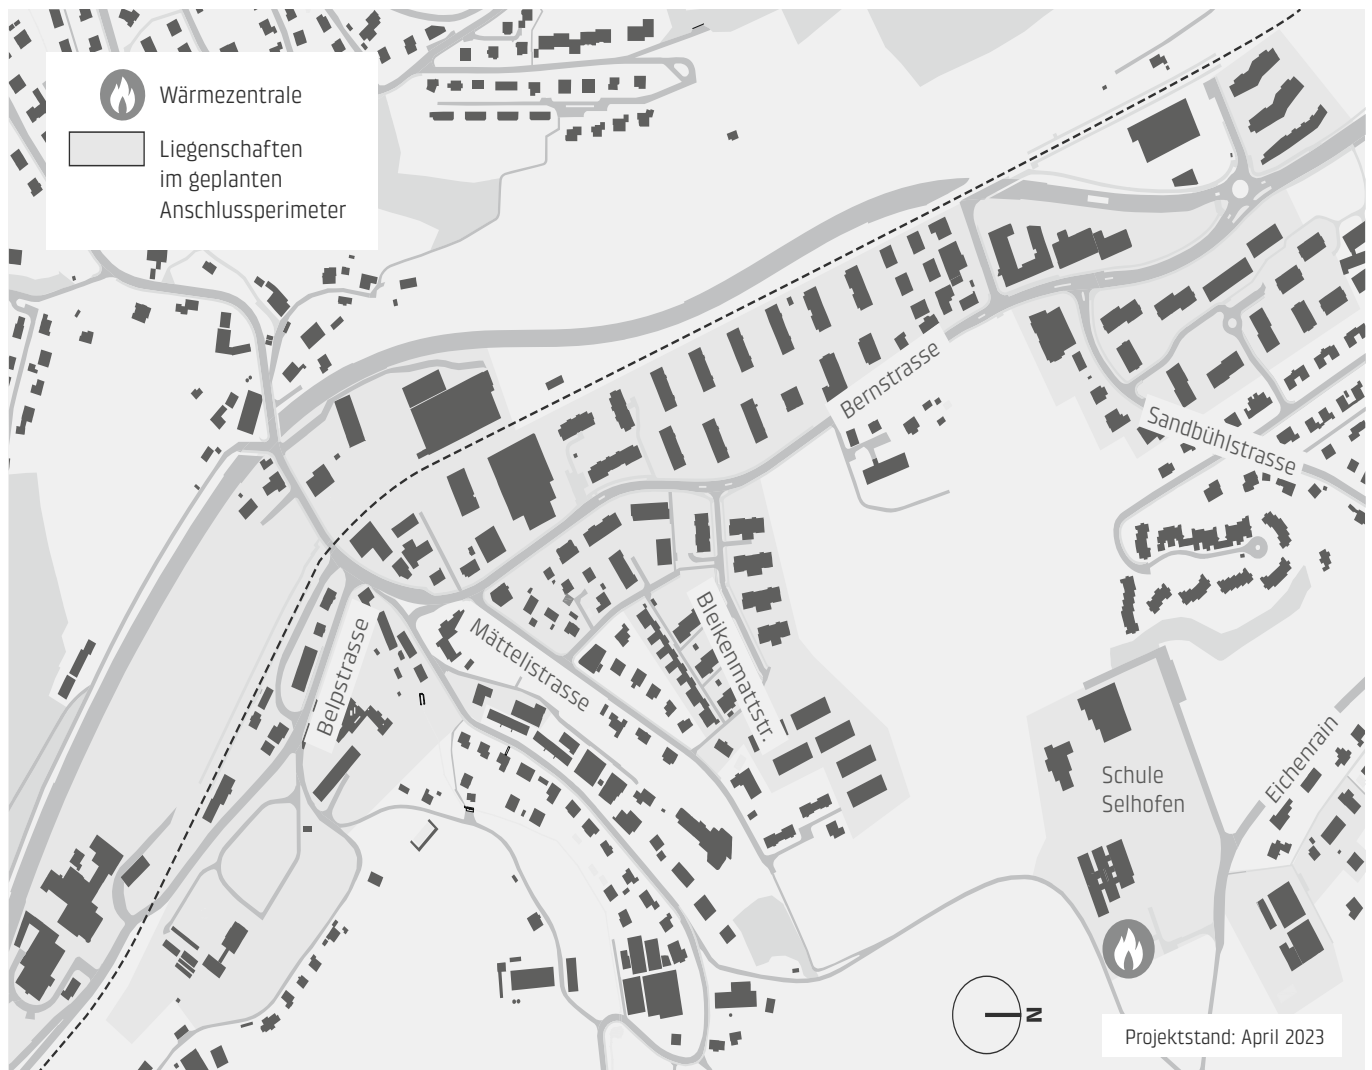 Wärmezentrale
Liegenschaften
im geplanten
Anschlussperimeter
Bernstrasse
Sandbühlstrasse
Belpstrasse
Mättelistrasse
Bleikenmattstr.
Schule
Selhofen
Eichenrain
N
Projektstand: April 2023